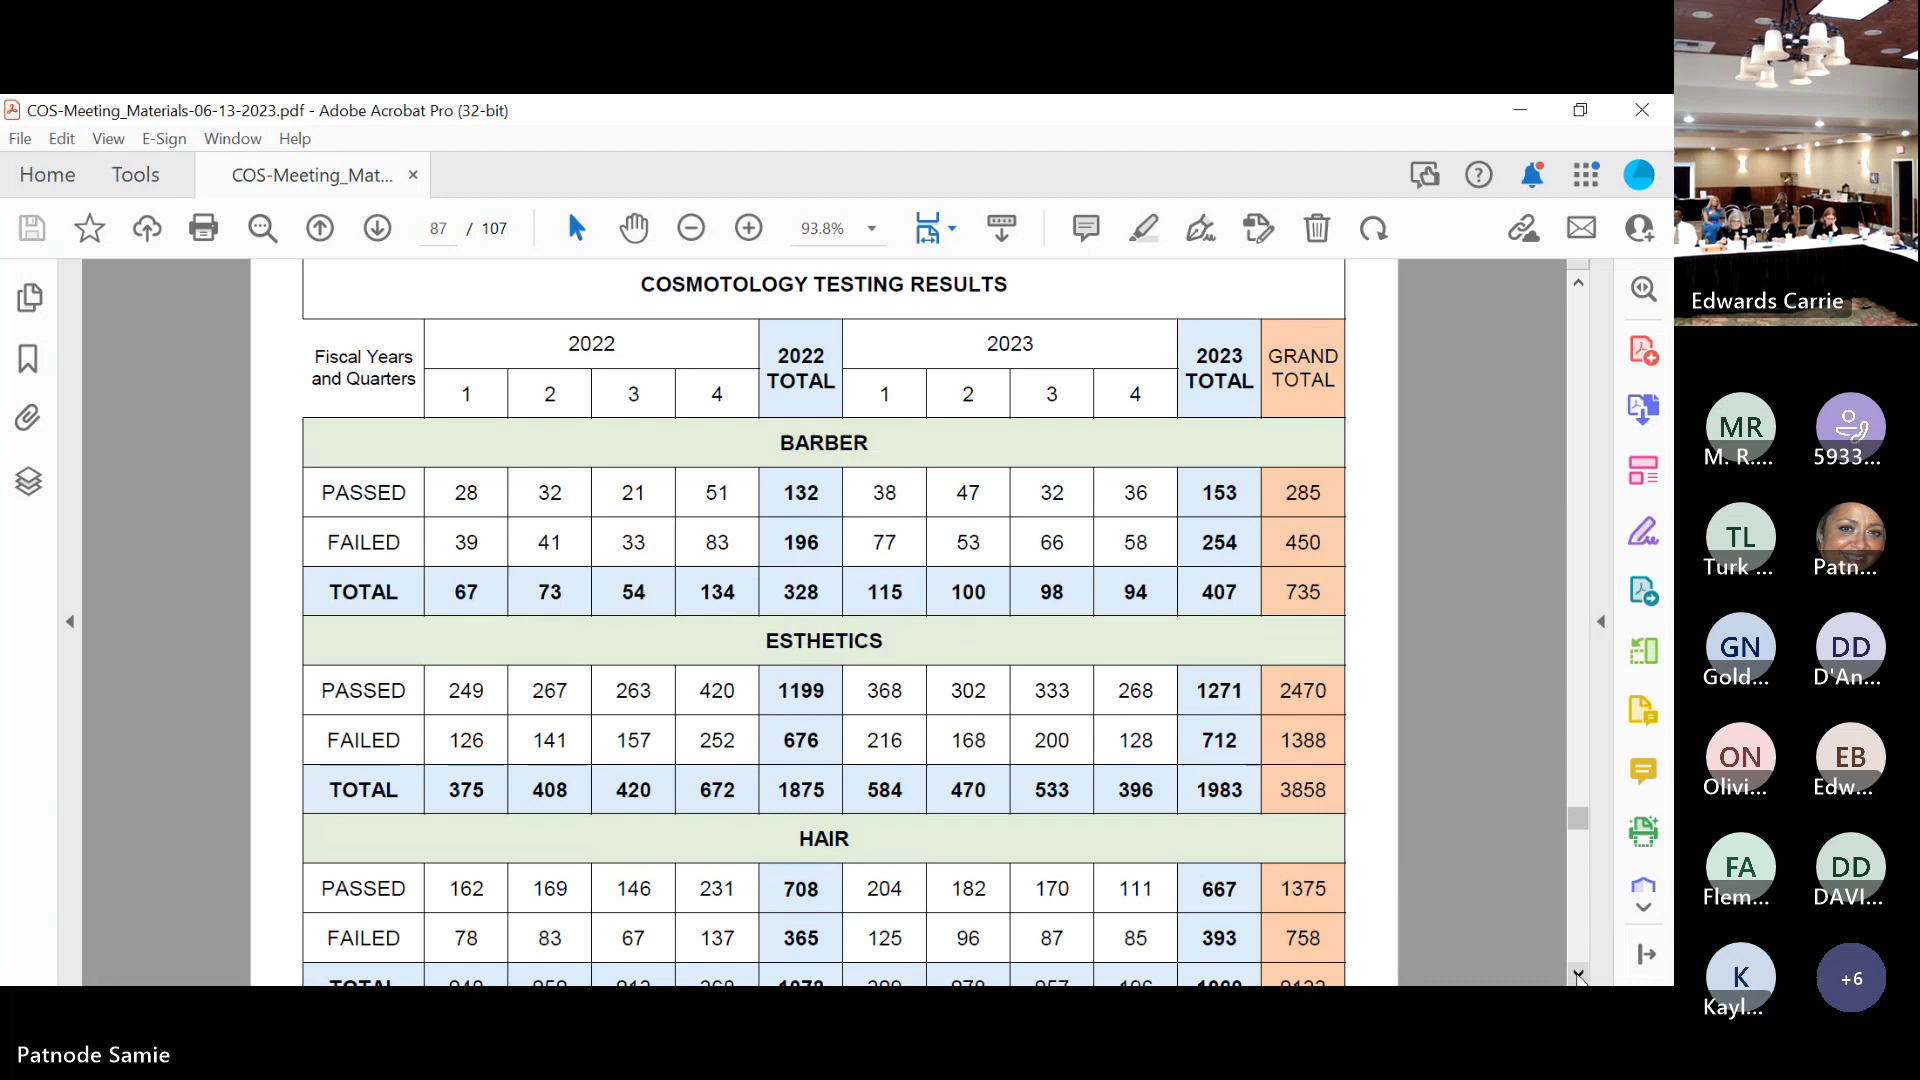 COS-Meeting_Materials-06-13-2023.pdf - Adobe Acrobat Pro (32-bit)
File Edit View E-Sign Window Help
Home Tools COS-Meeting_Mat... ×
87 / 107 93.8%
COSMOTOLOGY TESTING RESULTS
Fiscal Years and Quarters 2022 2022 TOTAL 2023 2023 TOTAL GRAND TOTAL
1 2 3 4 1 2 3 4
BARBER
PASSED 28 32 21 51 132 38 47 32 36 153 285
FAILED 39 41 33 83 196 77 53 66 58 254 450
TOTAL 67 73 54 134 328 115 100 98 94 407 735
ESTHETICS
PASSED 249 267 263 420 1199 368 302 333 268 1271 2470
FAILED 126 141 157 252 676 216 168 200 128 712 1388
TOTAL 375 408 420 672 1875 584 470 533 396 1983 3858
HAIR
PASSED 162 169 146 231 708 204 182 170 111 667 1375
FAILED 78 83 67 137 365 125 96 87 85 393 758
TOTAL
Edwards Carrie
MR
M. R.... 5933...
TL
Turk ... Patn...
GN DD
Gold... D'An...
ON EB
Olivi... Edw...
FA DD
Flem... DAVI...
K +6
Kayl...
Patnode Samie